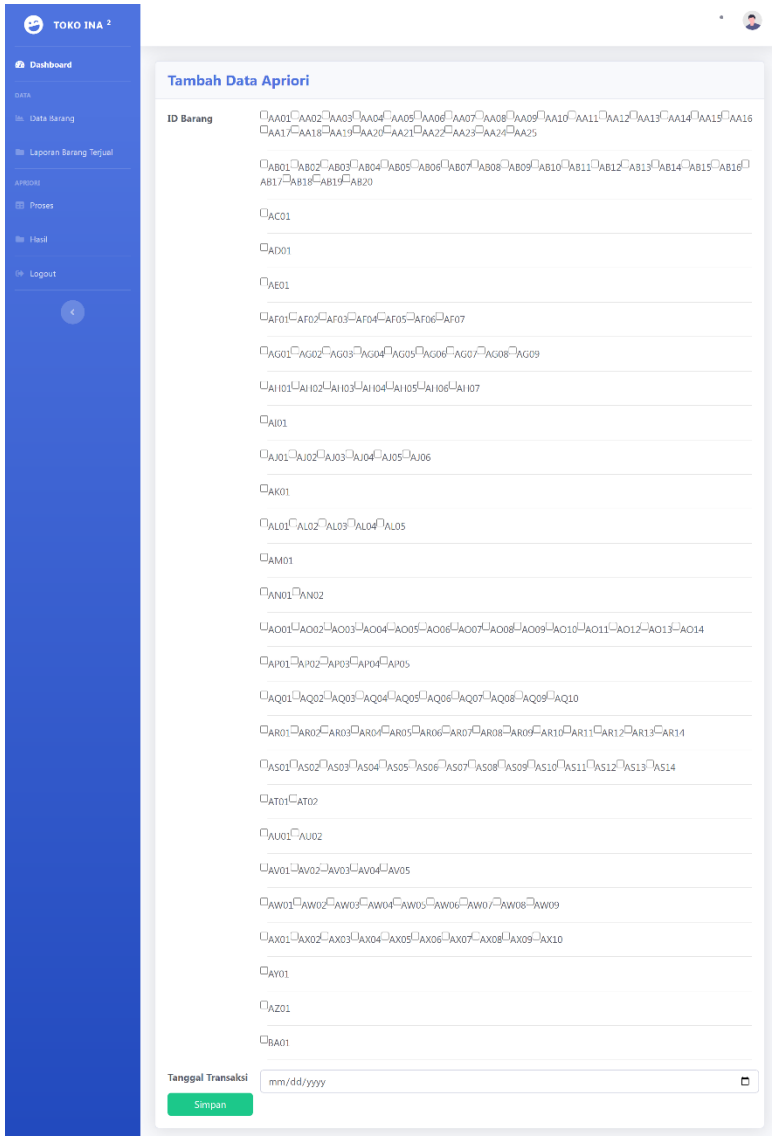 TOKO INA 2
Dashboard
DATA
Data Barang
Laporan Barang Terjual
APRIORI
Proses
Hasil
Logout
Tambah Data Apriori
ID Barang
AA01 AA02 AA03 AA04 AA05 AA06 AA07 AA08 AA09 AA10 AA11 AA12 AA13 AA14 AA15 AA16
AA17 AA18 AA19 AA20 AA21 AA22 AA23 AA24 AA25
AB01 AB02 AB03 AB04 AB05 AB06 AB07 AB08 AB09 AB10 AB11 AB12 AB13 AB14 AB15 AB16
AB17 AB18 AB19 AB20
AC01
AD01
AE01
AF01 AF02 AF03 AF04 AF05 AF06 AF07
AG01 AG02 AG03 AG04 AG05 AG06 AG07 AG08 AG09
AH01 AH02 AH03 AH04 AH05 AH06 AH07
AI01
AJ01 AJ02 AJ03 AJ04 AJ05 AJ06
AK01
AL01 AL02 AL03 AL04 AL05
AM01
AN01 AN02
AO01 AO02 AO03 AO04 AO05 AO06 AO07 AO08 AO09 AO10 AO11 AO12 AO13 AO14
AP01 AP02 AP03 AP04 AP05
AQ01 AQ02 AQ03 AQ04 AQ05 AQ06 AQ07 AQ08 AQ09 AQ10
AR01 AR02 AR03 AR04 AR05 AR06 AR07 AR08 AR09 AR10 AR11 AR12 AR13 AR14
AS01 AS02 AS03 AS04 AS05 AS06 AS07 AS08 AS09 AS10 AS11 AS12 AS13 AS14
AT01 AT02
AU01 AU02
AV01 AV02 AV03 AV04 AV05
AW01 AW02 AW03 AW04 AW05 AW06 AW07 AW08 AW09
AX01 AX02 AX03 AX04 AX05 AX06 AX07 AX08 AX09 AX10
AY01
AZ01
BA01
Tanggal Transaksi
mm/dd/yyyy
Simpan